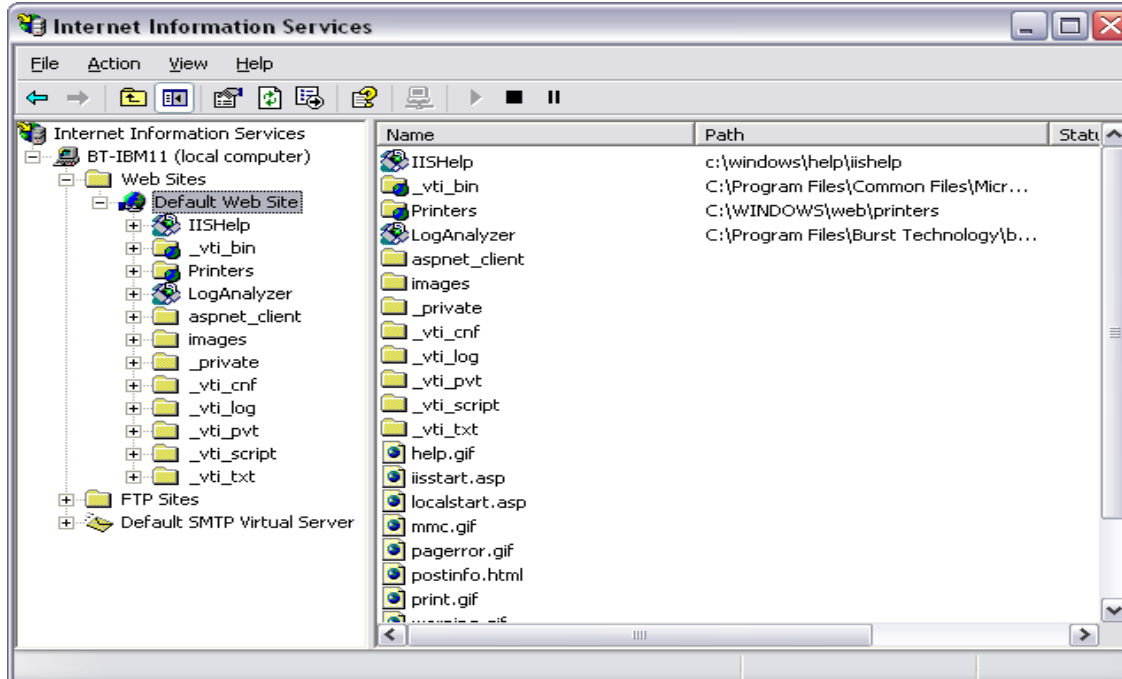 Internet Information Services
File Action View Help
Internet Information Services
BT-IBM11 (local computer)
Web Sites
Default Web Site
IISHelp
_vti_bin
Printers
LogAnalyzer
aspnet_client
images
_private
_vti_cnf
_vti_log
_vti_pvt
_vti_script
_vti_txt
FTP Sites
Default SMTP Virtual Server
Name Path
IISHelp c:\windows\help\iishelp
_vti_bin C:\Program Files\Common Files\Micr...
Printers C:\WINDOWS\web\printers
LogAnalyzer C:\Program Files\Burst Technology\b...
aspnet_client
images
_private
_vti_cnf
_vti_log
_vti_pvt
_vti_script
_vti_txt
help.gif
iisstart.asp
localstart.asp
mmc.gif
pagerror.gif
postinfo.html
print.gif